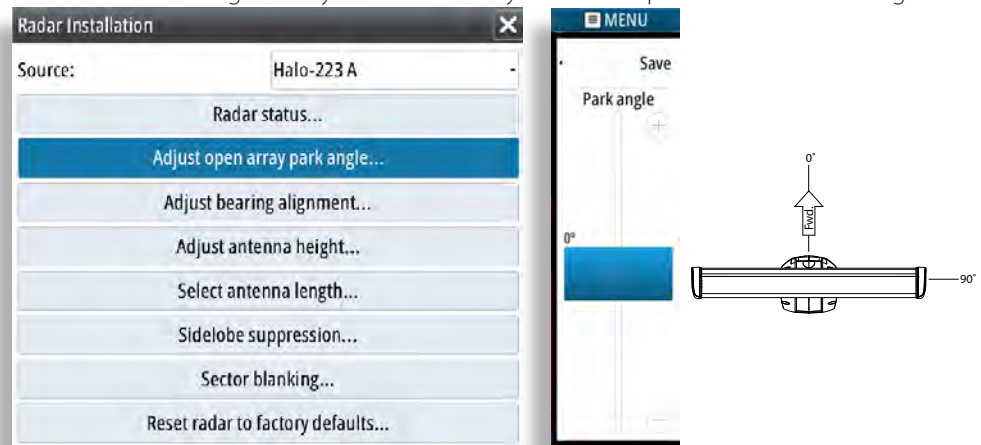 Radar Installation
Source: Halo-223 A
Radar status...
Adjust open array park angle...
Adjust bearing alignment...
Adjust antenna height...
Select antenna length...
Sidelobe suppression...
Sector blanking...
Reset radar to factory defaults...
MENU
Save
Park angle
0°
0°
Fwd.
90°